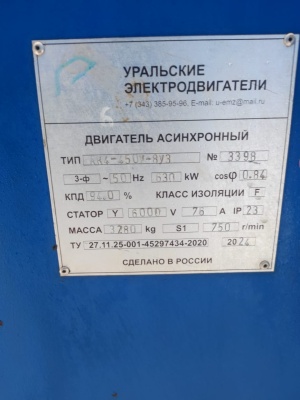 УРАЛЬСКИЕ
ЭЛЕКТРОДВИГАТЕЛИ
+7 (343) 385-95-96, E-mail: u-emz@mail.ru
ДВИГАТЕЛЬ АСИНХРОННЫЙ
ТИП № 3398
3-ф ~ 50 Hz 630 kW cosφ 0.84
КПД 94.0 % КЛАСС ИЗОЛЯЦИИ F
СТАТОР Y 6000 V 76 A IP 23
МАССА 1280 kg S1 750 r/min
ТУ 27.11.25-001-45297434-2020 2024
СДЕЛАНО В РОССИИ